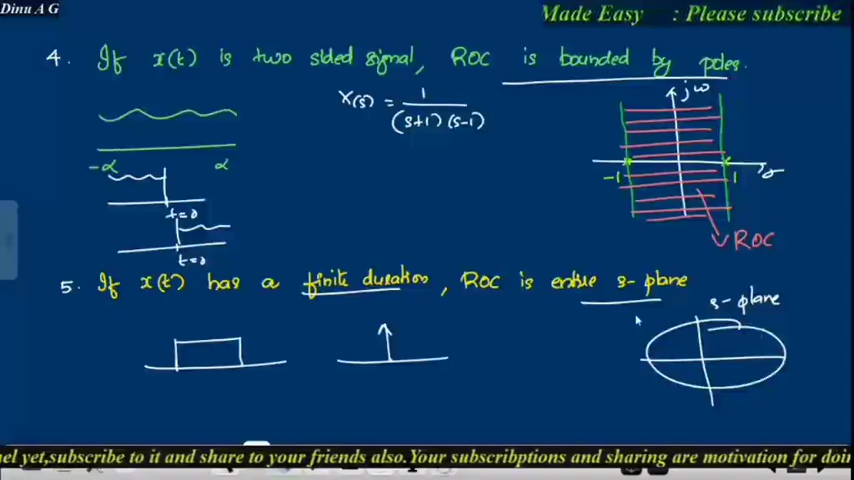 Dinu A G
Made Easy : Please subscribe
4. If x(t) is two sided signal, ROC is bounded by poles.
X(s) = 1 / (s+1) (s-1)
jω
-α α
-1 1 σ
t=0
t=0
ROC
5. If x(t) has a finite duration, ROC is entire s-plane
s-plane
nel yet,subscribe to it and share to your friends also.Your subscribptions and sharing are motivation for doin